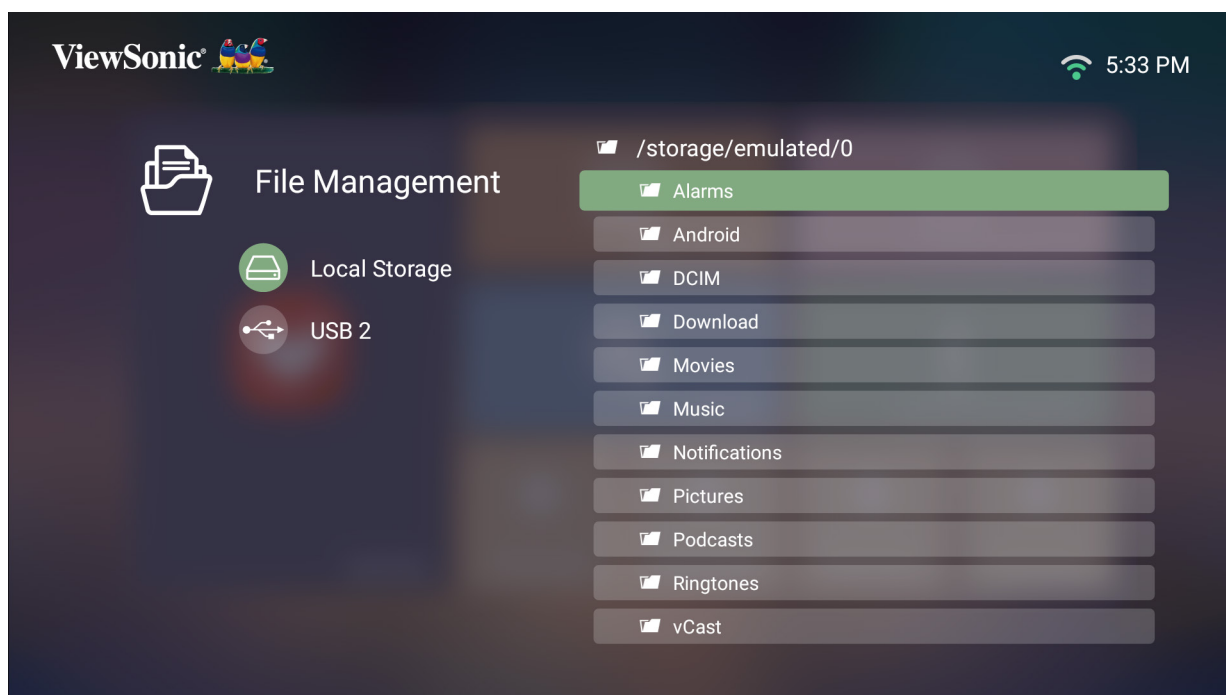 ViewSonic®
5:33 PM
File Management
Local Storage
USB 2
/storage/emulated/0
Alarms
Android
DCIM
Download
Movies
Music
Notifications
Pictures
Podcasts
Ringtones
vCast